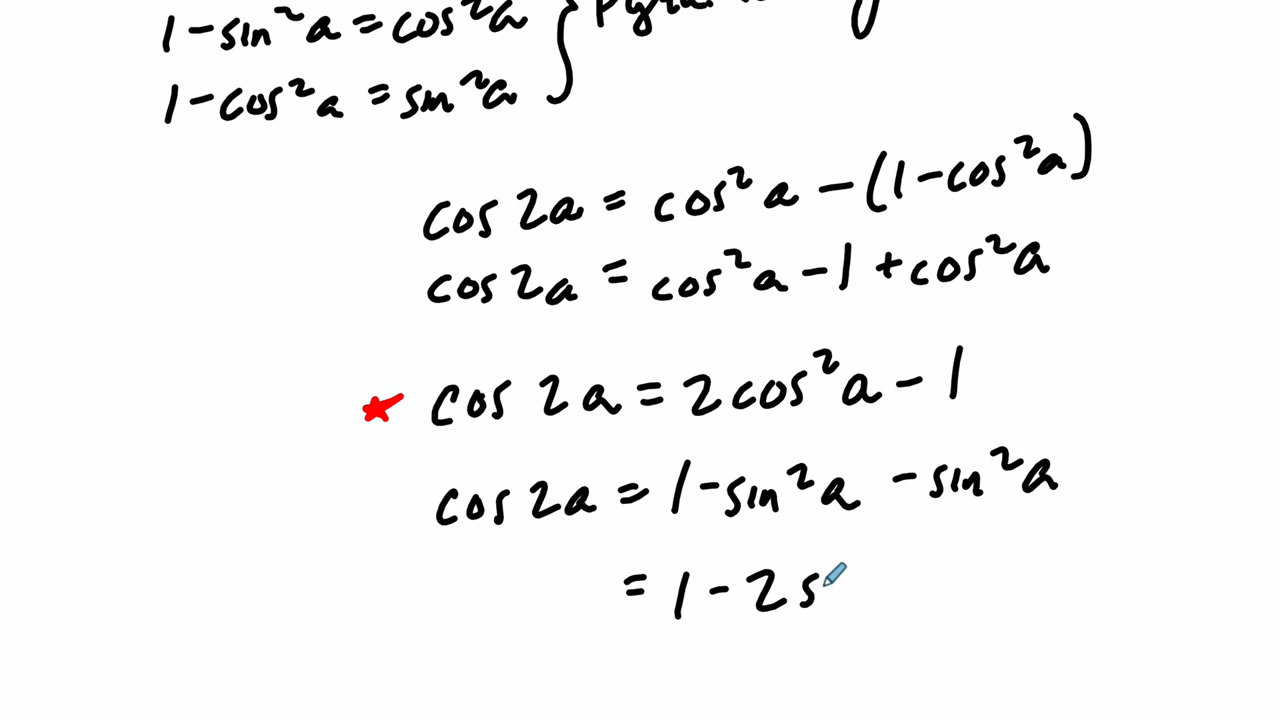 1-sin²a = cos²a
1-cos²a = sin²a
cos 2a = cos²a - (1-cos²a)
cos 2a = cos²a - 1 + cos²a
cos 2a = 2cos²a - 1
cos 2a = 1-sin²a - sin²a
= 1 - 2s